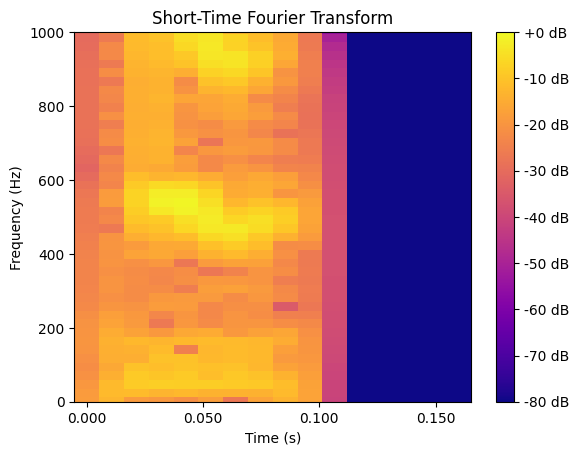 Short-Time Fourier Transform
1000
800
600
400
200
0
Frequency (Hz)
0.000
0.050
0.100
0.150
Time (s)
+0 dB
-10 dB
-20 dB
-30 dB
-40 dB
-50 dB
-60 dB
-70 dB
-80 dB